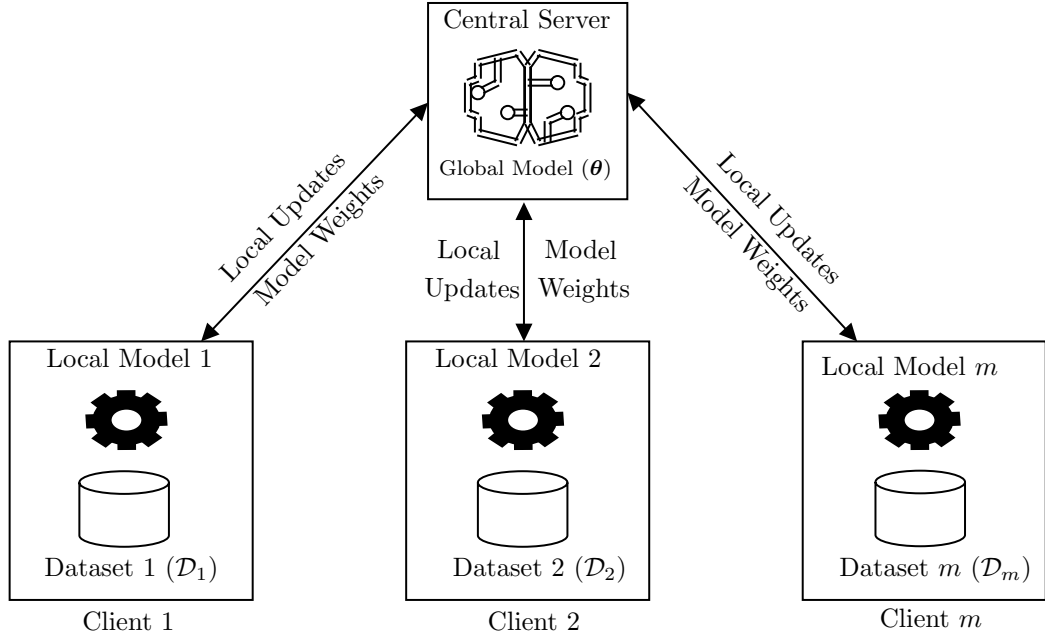 Central Server
Global Model (θ)
Local Updates
Model Weights
Local
Updates
Model
Weights
Local Updates
Model Weights
Local Model 1
Dataset 1 (𝒟₁)
Client 1
Local Model 2
Dataset 2 (𝒟₂)
Client 2
Local Model m
Dataset m (𝒟ₘ)
Client m